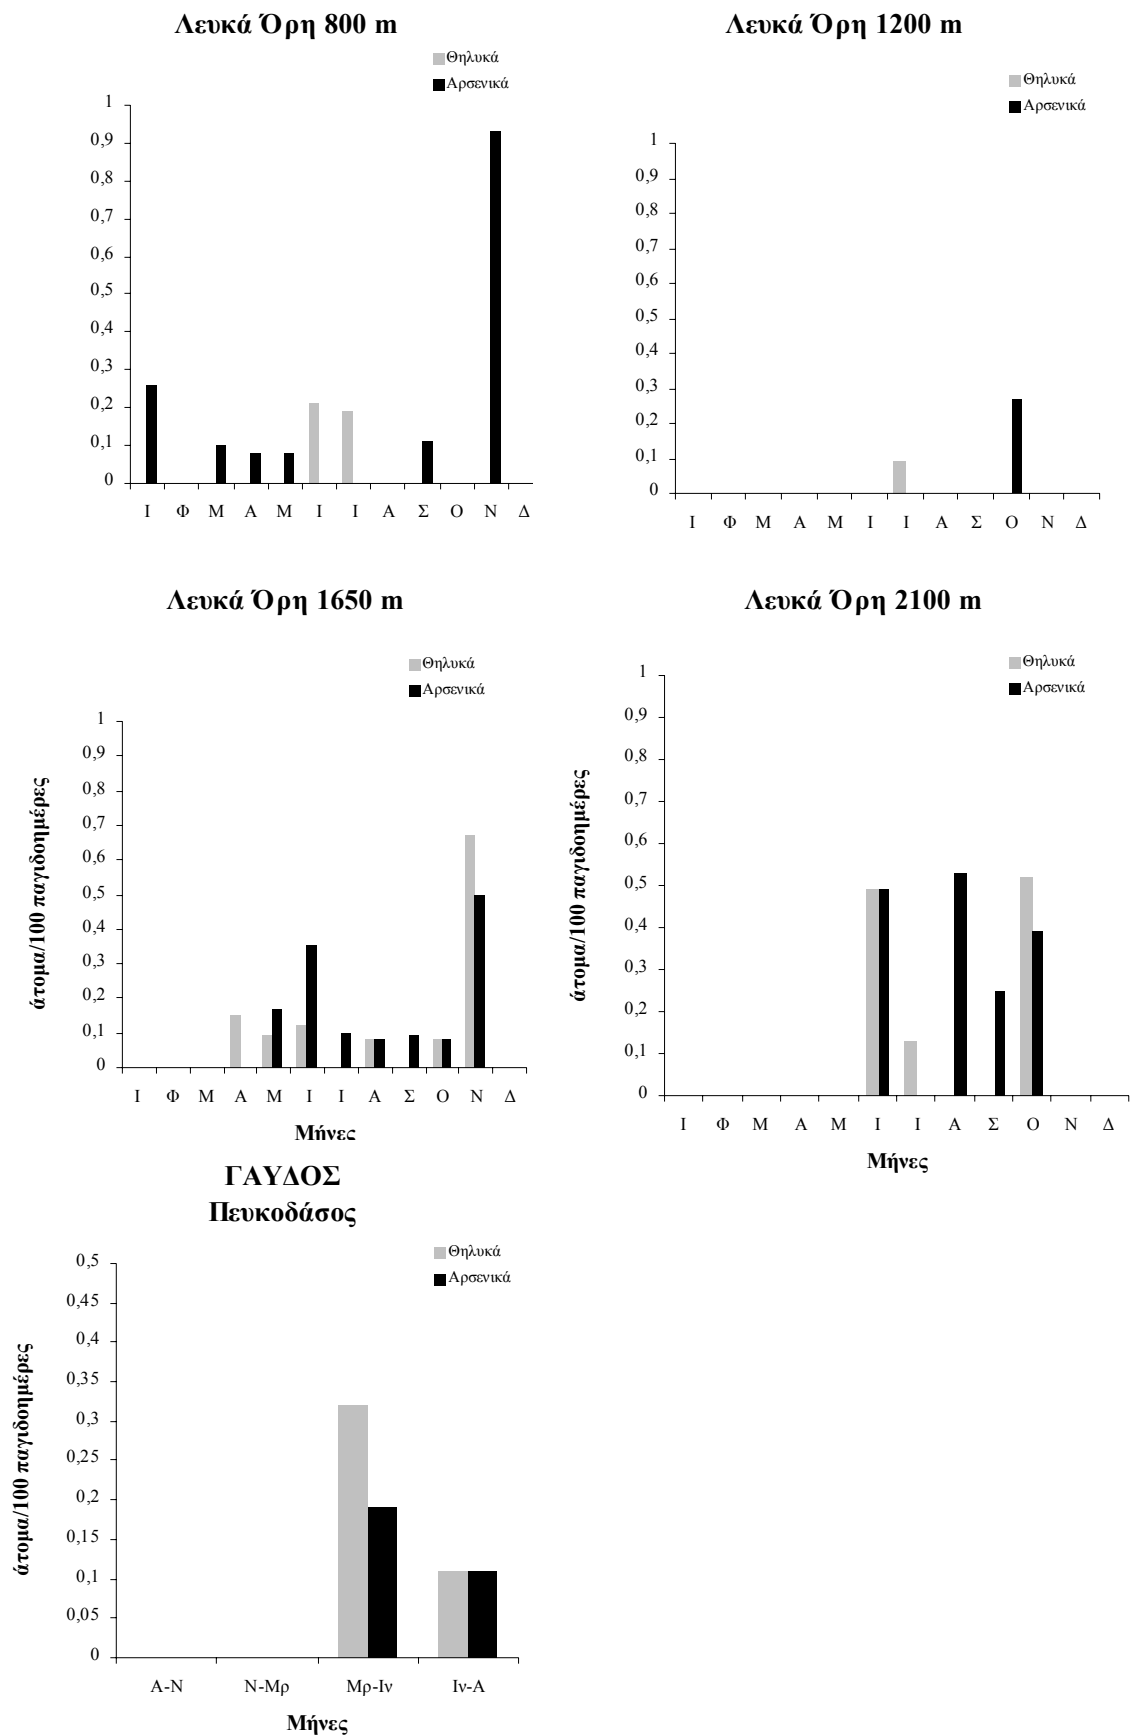 Λευκά Όρη 800 m
Θηλυκά
Αρσενικά
1
0,9
0,8
0,7
0,6
0,5
0,4
0,3
0,2
0,1
0
Ι Φ Μ Α Μ Ι Ι Α Σ Ο Ν Δ
Λευκά Όρη 1200 m
Θηλυκά
Αρσενικά
1
0,9
0,8
0,7
0,6
0,5
0,4
0,3
0,2
0,1
0
Ι Φ Μ Α Μ Ι Ι Α Σ Ο Ν Δ
Λευκά Όρη 1650 m
Θηλυκά
Αρσενικά
άτομα/100 παγιδοημέρες
1
0,9
0,8
0,7
0,6
0,5
0,4
0,3
0,2
0,1
0
Ι Φ Μ Α Μ Ι Ι Α Σ Ο Ν Δ
Μήνες
Λευκά Όρη 2100 m
Θηλυκά
Αρσενικά
άτομα/100 παγιδοημέρες
1
0,9
0,8
0,7
0,6
0,5
0,4
0,3
0,2
0,1
0
Ι Φ Μ Α Μ Ι Ι Α Σ Ο Ν Δ
Μήνες
ΓΑΥΔΟΣ
Πευκοδάσος
Θηλυκά
Αρσενικά
άτομα/100 παγιδοημέρες
0,5
0,45
0,4
0,35
0,3
0,25
0,2
0,15
0,1
0,05
0
Α-Ν Ν-Μρ Μρ-Ιν Ιν-Α
Μήνες